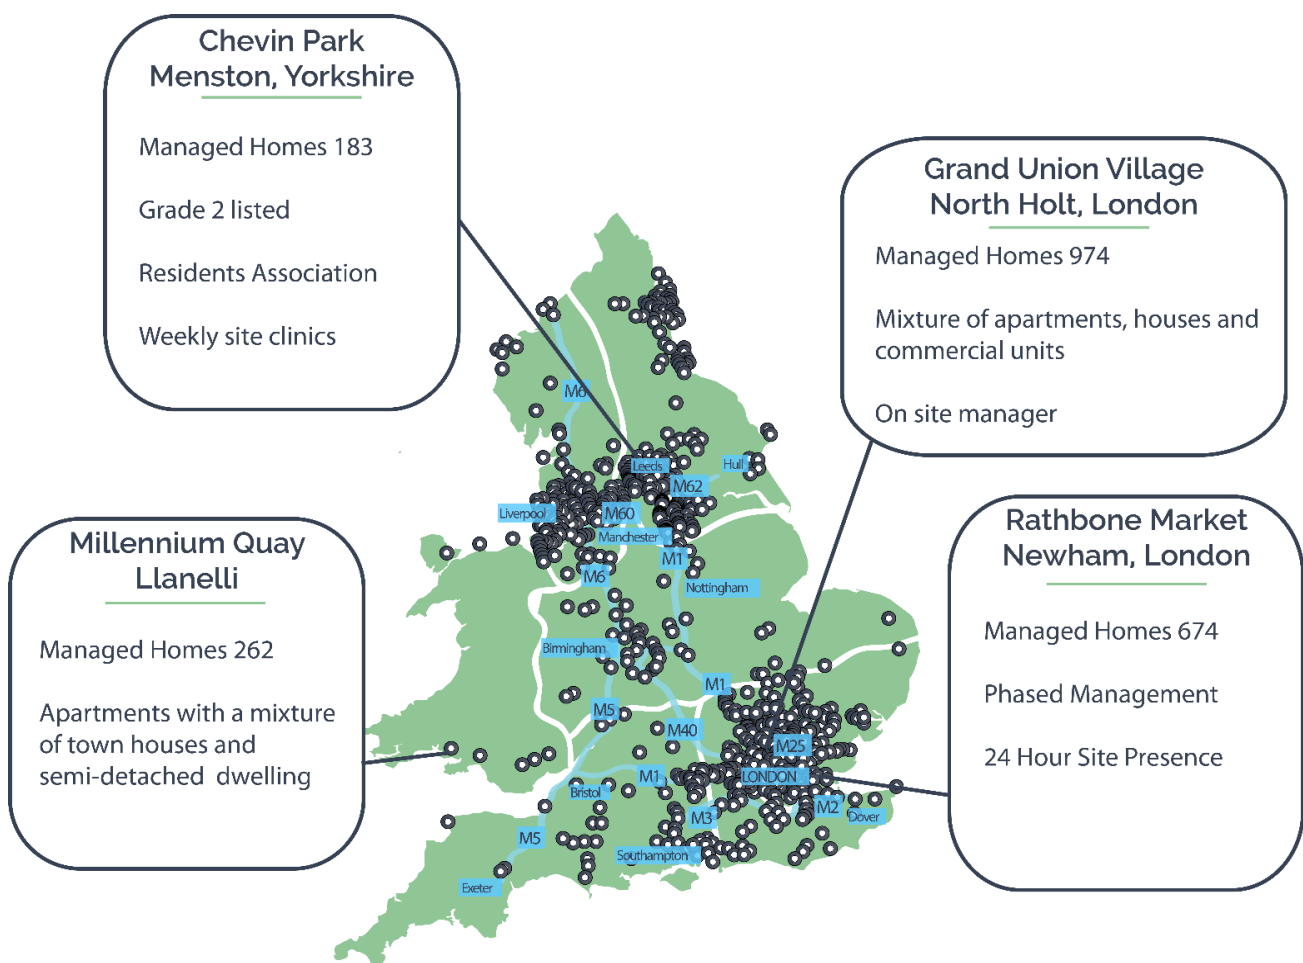 Chevin Park
Menston, Yorkshire
Managed Homes 183
Grade 2 listed
Residents Association
Weekly site clinics
Grand Union Village
North Holt, London
Managed Homes 974
Mixture of apartments, houses and
commercial units
On site manager
Millennium Quay
Llanelli
Managed Homes 262
Apartments with a mixture
of town houses and
semi-detached dwelling
Rathbone Market
Newham, London
Managed Homes 674
Phased Management
24 Hour Site Presence
M6
Leeds
Hull
M62
Liverpool
M60
Manchester
M1
M6
Nottingham
Birmingham
M1
M5
M40
M25
LONDON
M1
Bristol
M2
M3
Dover
M5
Southampton
Exeter